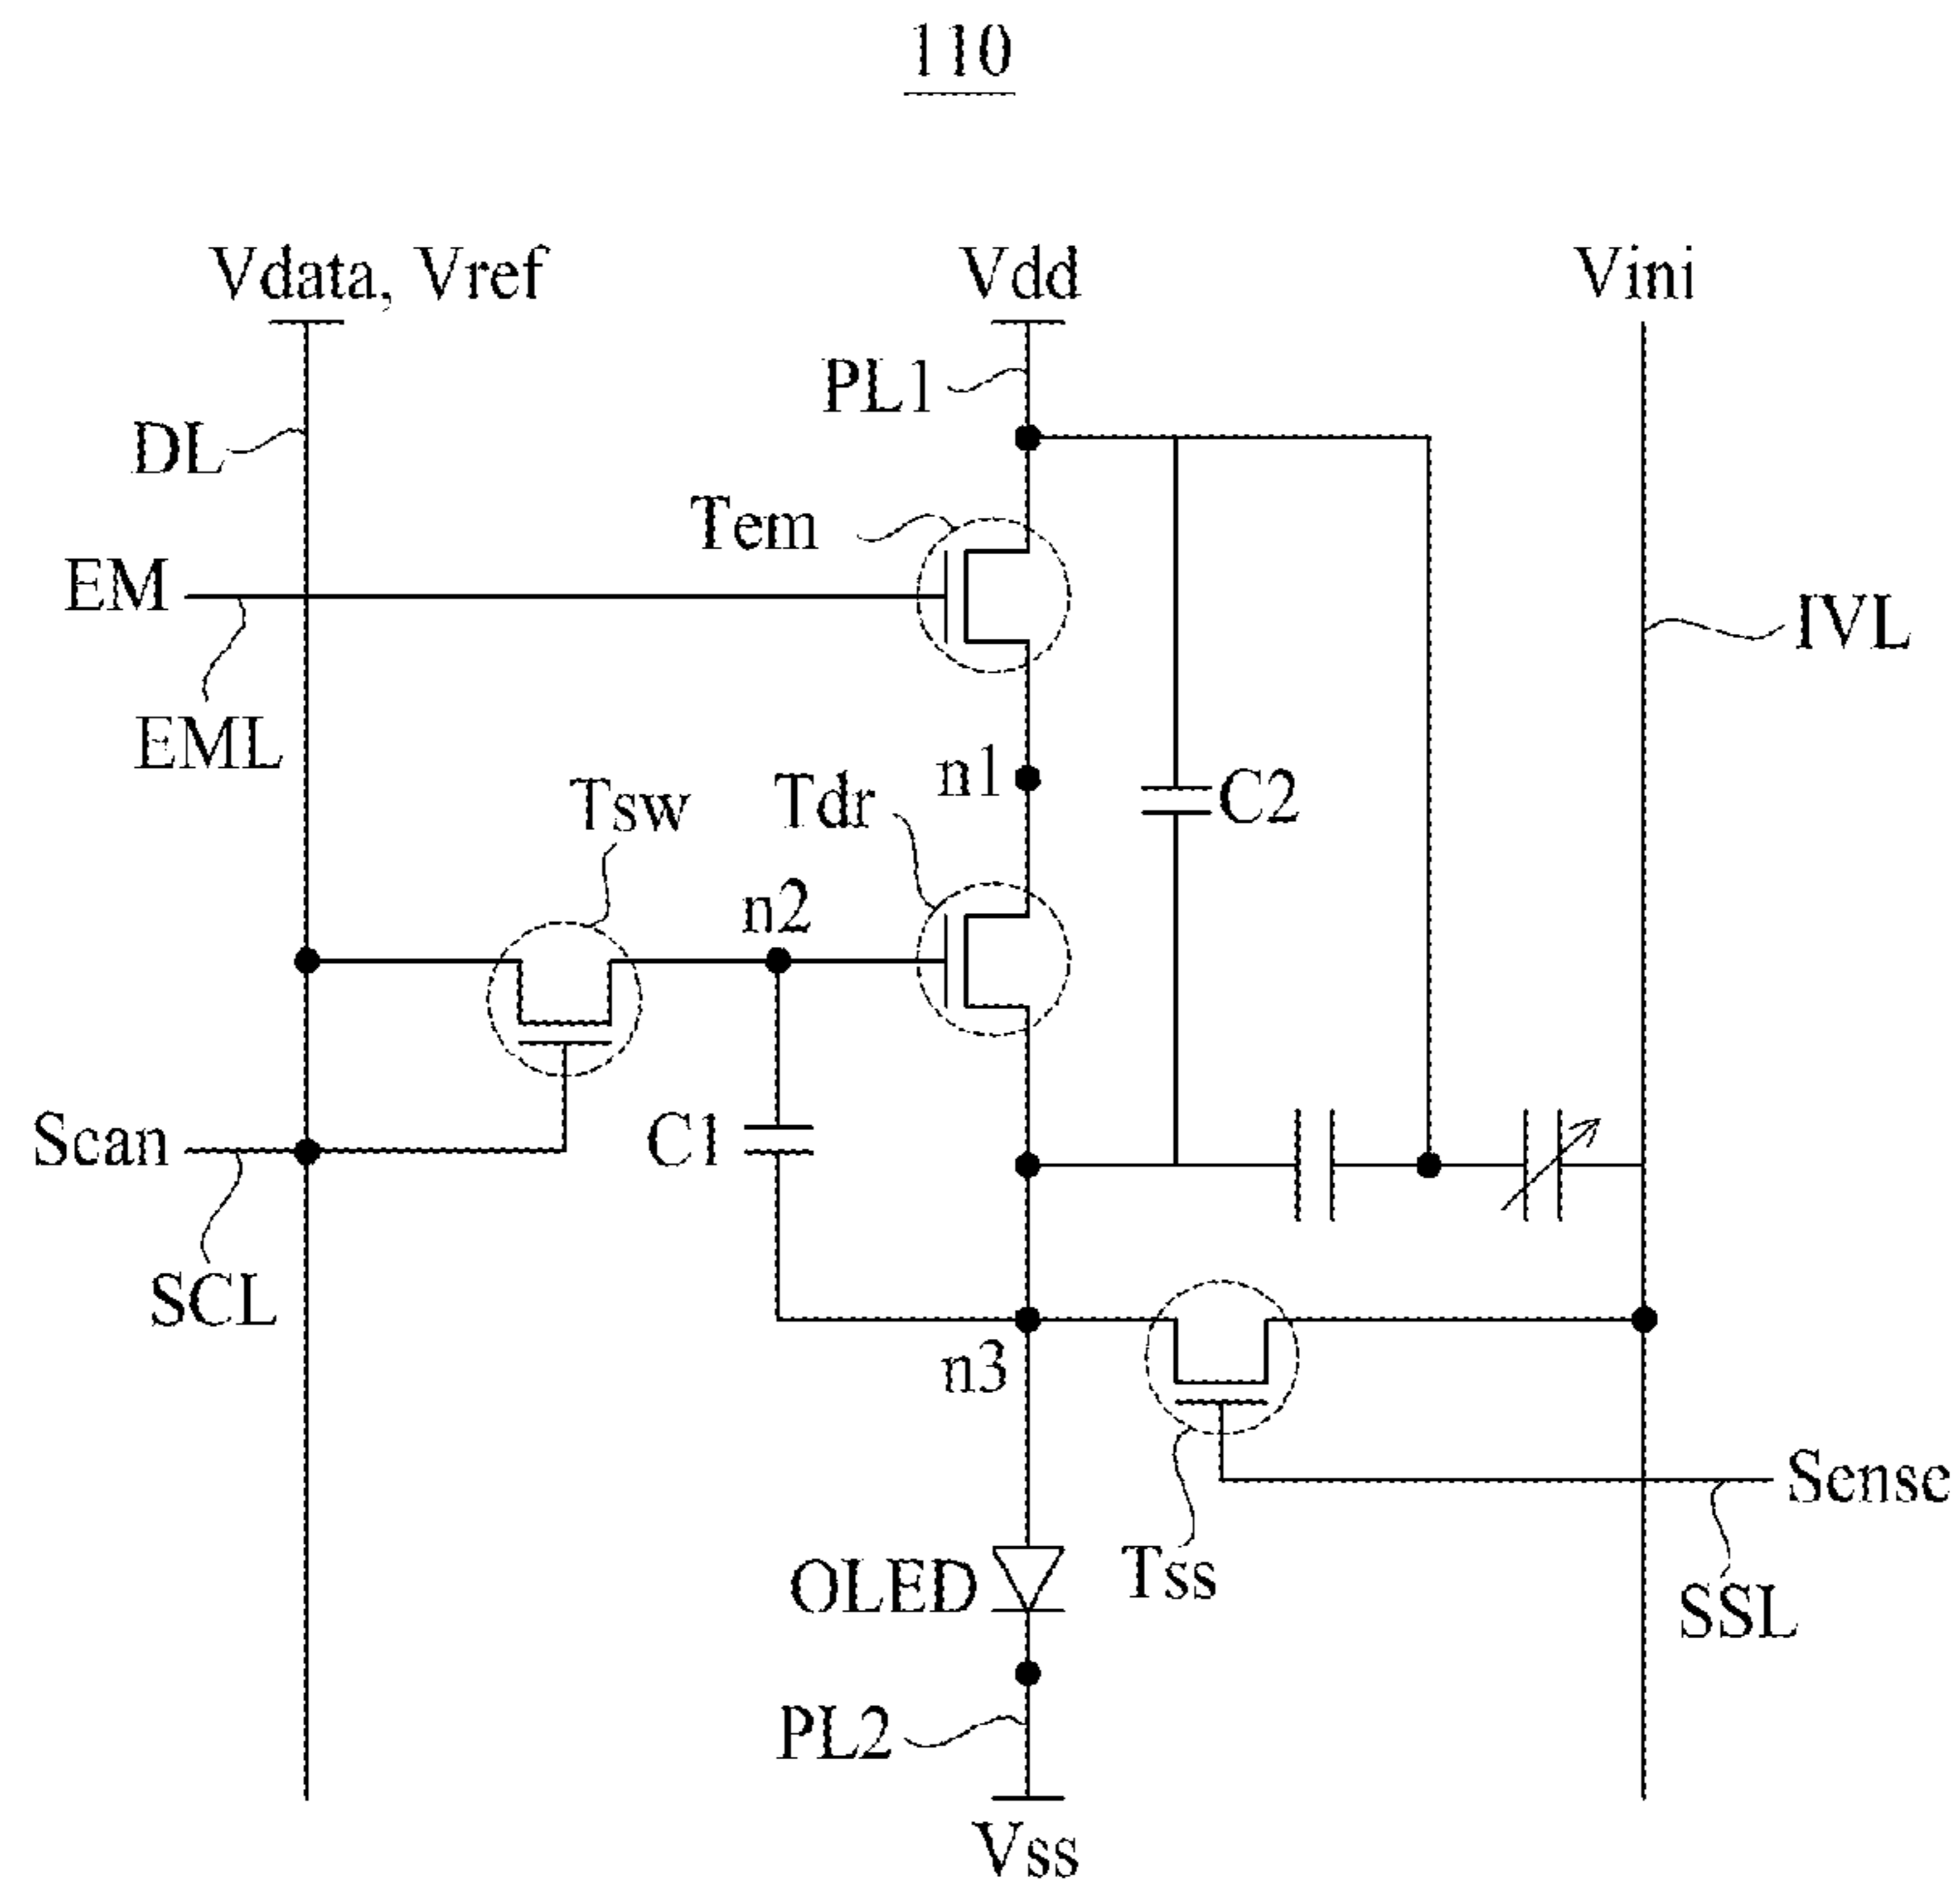 110
Vdata, Vref
Vdd
Vini
PL1
DL
Tem
EM
IVL
EML
n1
C2
Tsw
Tdr
n2
Scan
C1
SCL
n3
Sense
OLED
Tss
SSL
PL2
Vss